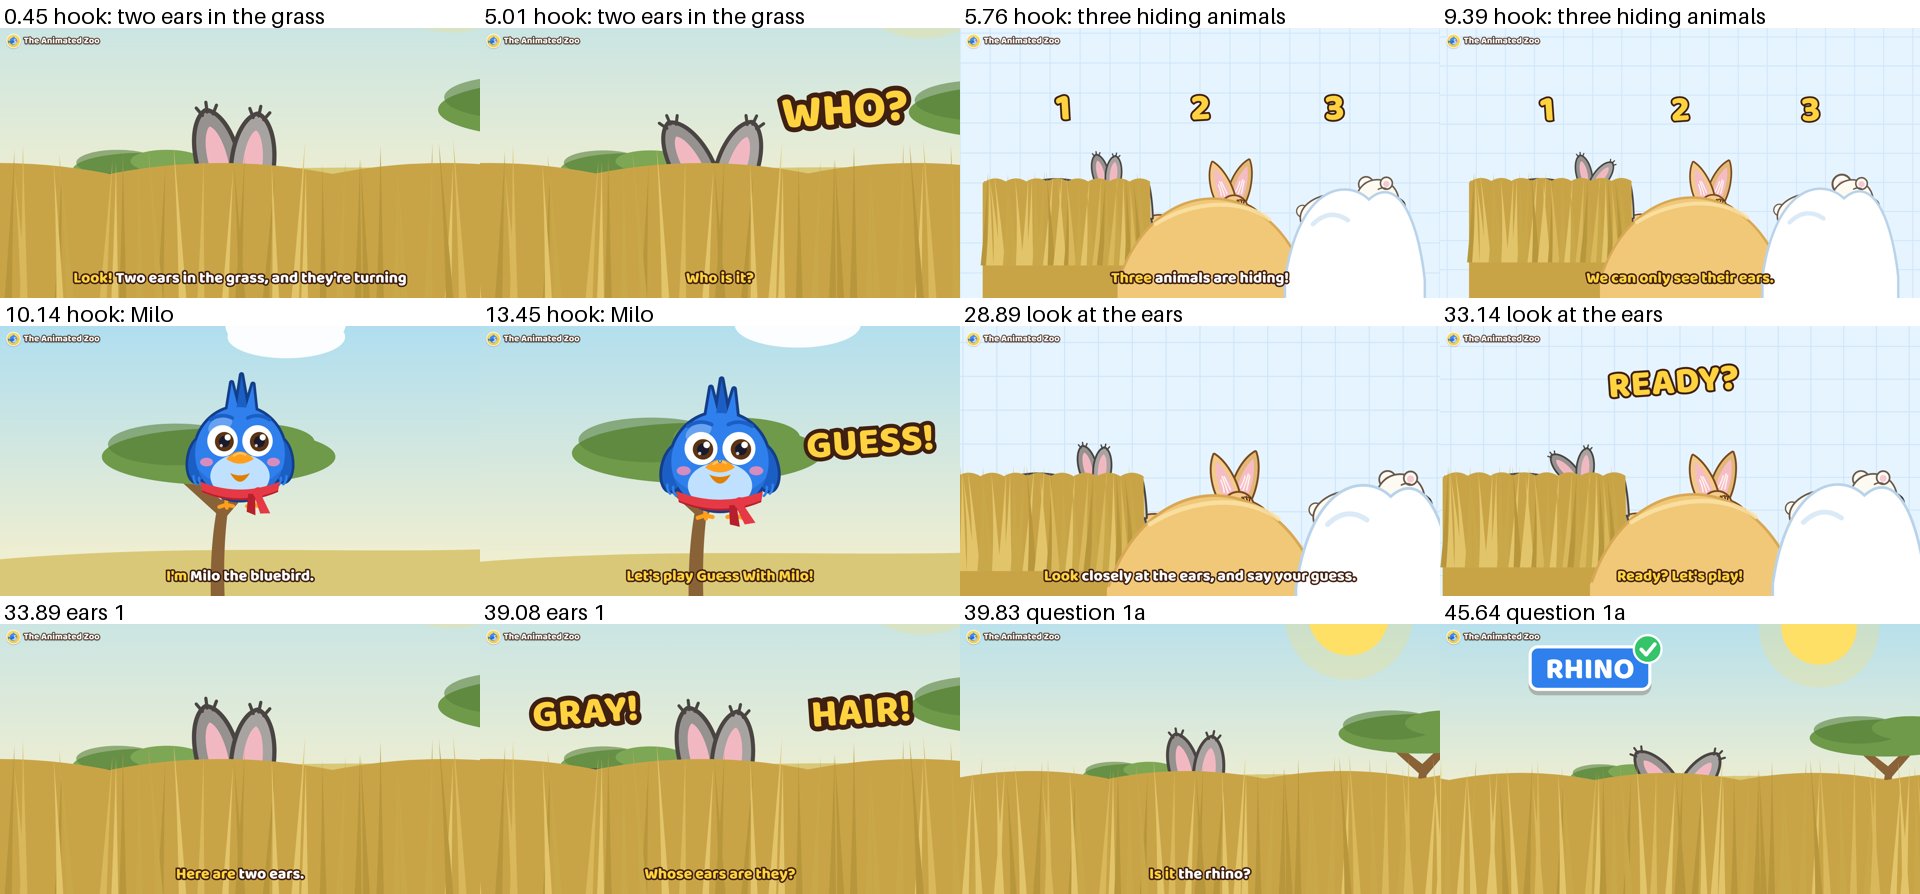 0.45 hook: two ears in the grass
5.01 hook: two ears in the grass
5.76 hook: three hiding animals
9.39 hook: three hiding animals
The Animated Zoo
The Animated Zoo
The Animated Zoo
The Animated Zoo
WHO?
1 2 3
1 2 3
Look! Two ears in the grass, and they're turning
Who is it?
Three animals are hiding!
We can only see their ears.
10.14 hook: Milo
13.45 hook: Milo
28.89 look at the ears
33.14 look at the ears
The Animated Zoo
The Animated Zoo
The Animated Zoo
The Animated Zoo
GUESS!
READY?
I'm Milo the bluebird.
Let's play Guess With Milo!
Look closely at the ears, and say your guess.
Ready? Let's play!
33.89 ears 1
39.08 ears 1
39.83 question 1a
45.64 question 1a
The Animated Zoo
The Animated Zoo
The Animated Zoo
The Animated Zoo
GRAY!
HAIR!
RHINO
Here are two ears.
Whose ears are they?
Is it the rhino?